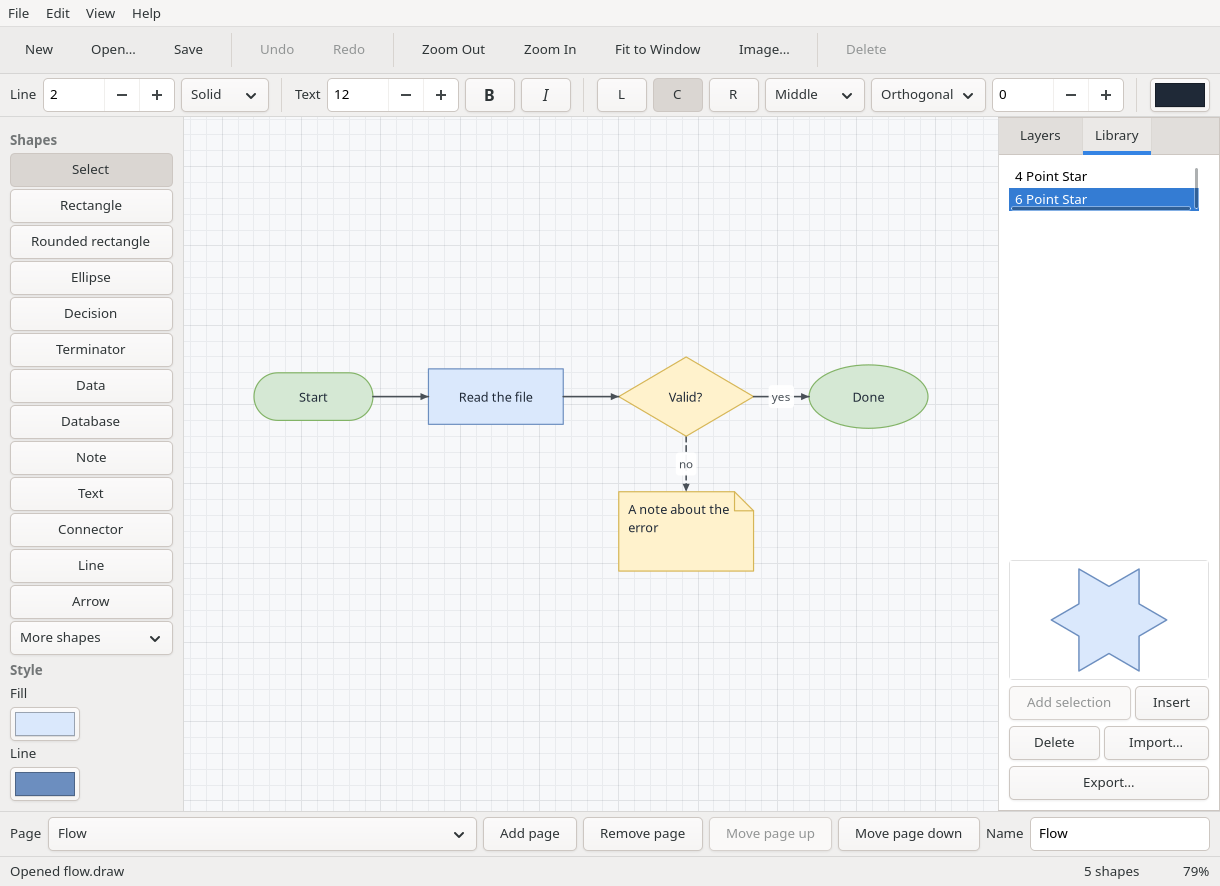 File Edit View Help
New Open... Save Undo Redo Zoom Out Zoom In Fit to Window Image... Delete
Line 2 Solid Text 12 B I L C R Middle Orthogonal 0
Shapes
Select
Rectangle
Rounded rectangle
Ellipse
Decision
Terminator
Data
Database
Note
Text
Connector
Line
Arrow
More shapes
Style
Fill
Line
Start
Read the file
Valid?
yes
Done
no
A note about the
error
Layers Library
4 Point Star
6 Point Star
Add selection Insert
Delete Import...
Export...
Page Flow Add page Remove page Move page up Move page down Name Flow
Opened flow.draw 5 shapes 79%